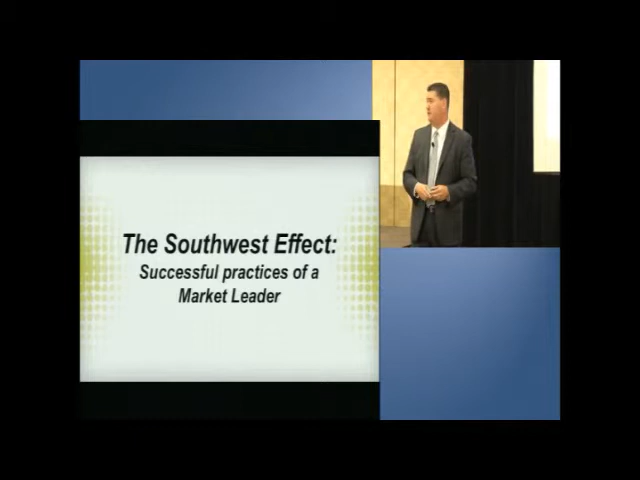 The Southwest Effect:
Successful practices of a
Market Leader